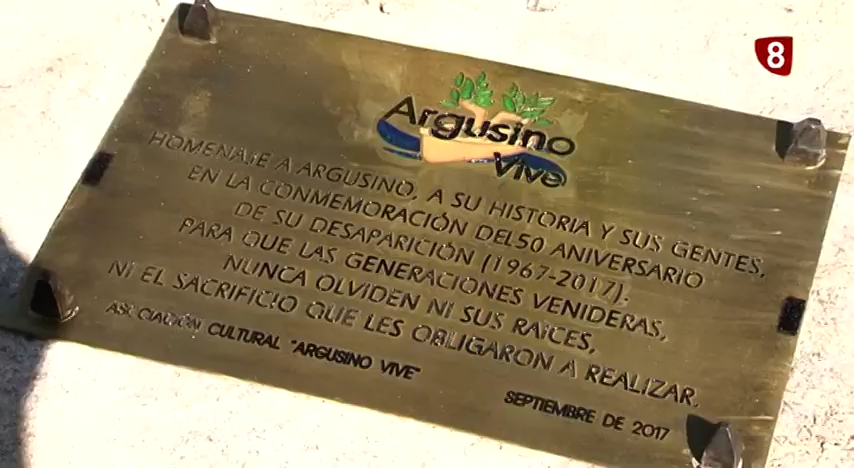 8
Argusino
Vive
HOMENAJE A ARGUSINO, A SU HISTORIA Y SUS GENTES,
EN LA CONMEMORACIÓN DEL 50 ANIVERSARIO
DE SU DESAPARICIÓN (1967-2017).
PARA QUE LAS GENERACIONES VENIDERAS,
NUNCA OLVIDEN NI SUS RAÍCES,
NI EL SACRIFICIO QUE LES OBLIGARON A REALIZAR.
ASOCIACIÓN CULTURAL "ARGUSINO VIVE"
SEPTIEMBRE DE 2017